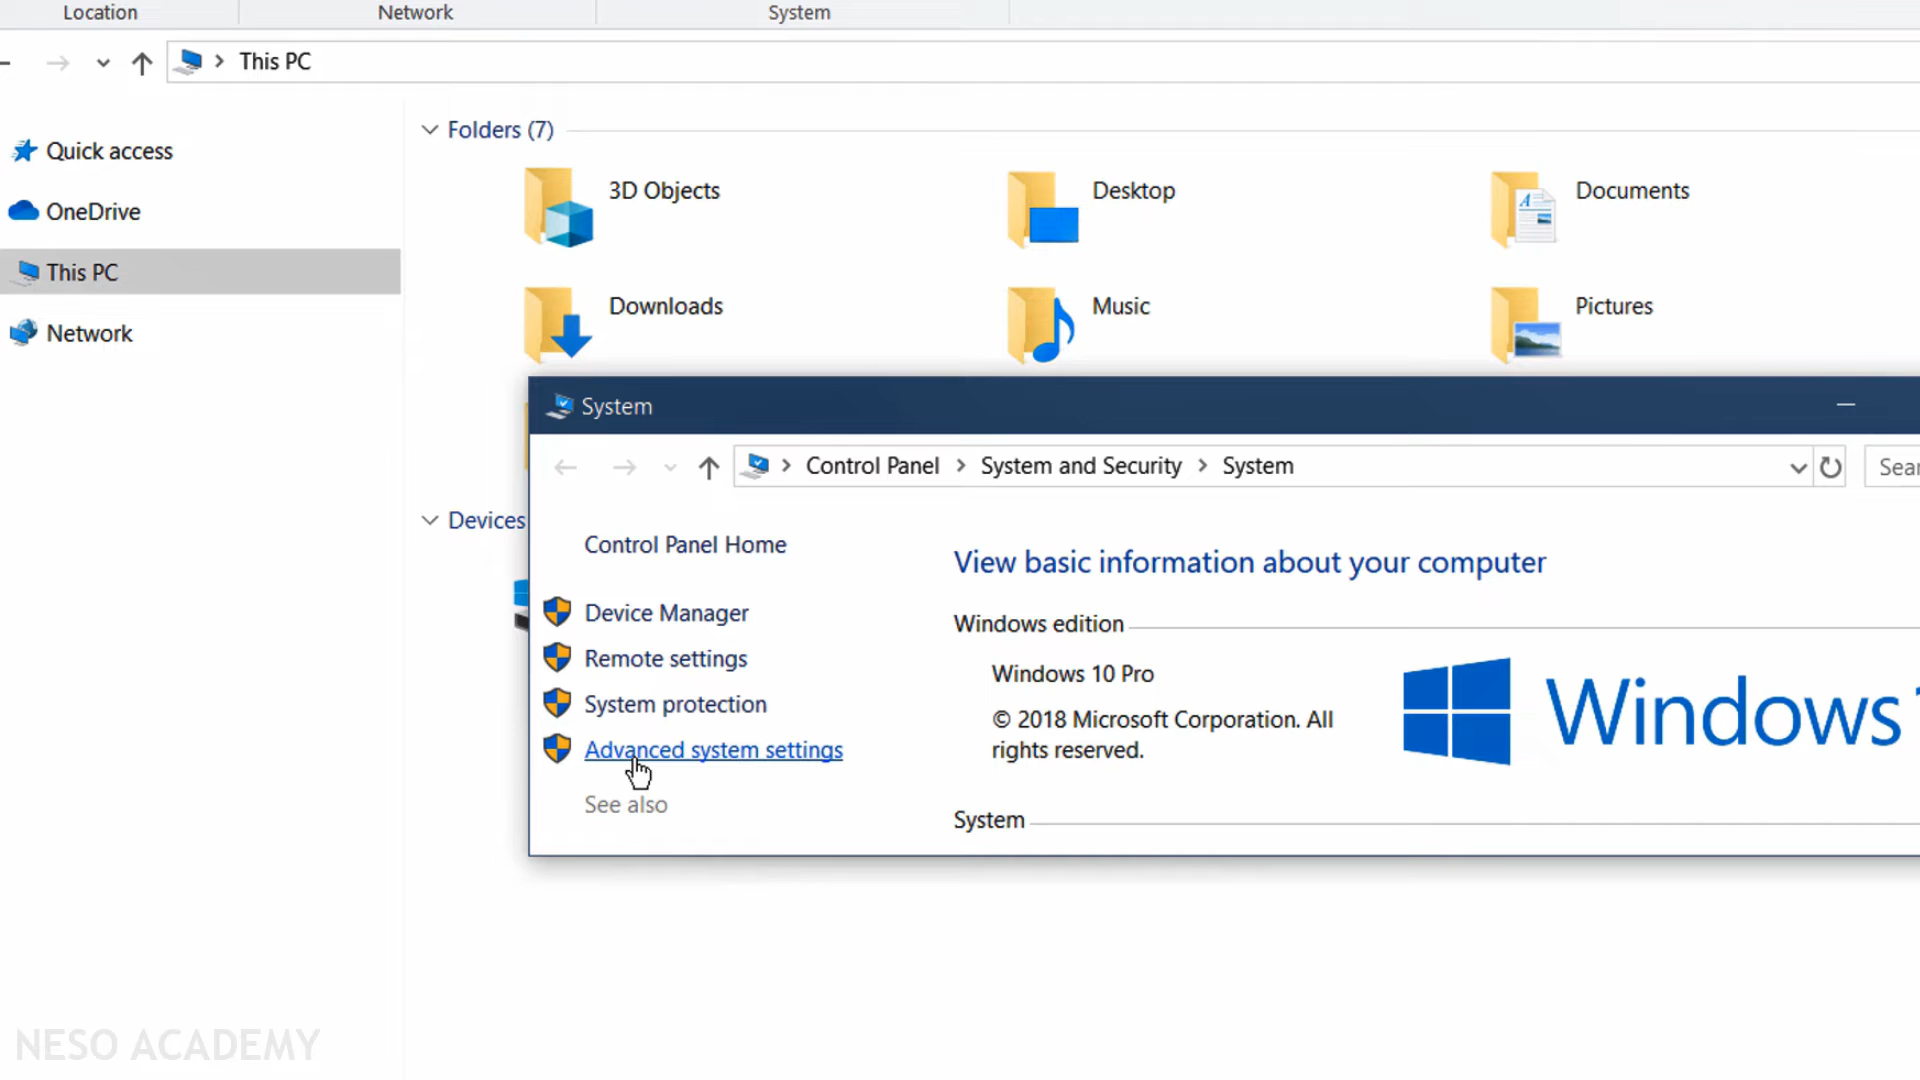 Location Network System
This PC
Quick access
OneDrive
This PC
Network
Folders (7)
3D Objects Desktop Documents
Downloads Music Pictures
Devices
System
Control Panel System and Security System
Sear
Control Panel Home
Device Manager
Remote settings
System protection
Advanced system settings
See also
View basic information about your computer
Windows edition
Windows 10 Pro
© 2018 Microsoft Corporation. All
rights reserved.
Windows
System
NESO ACADEMY